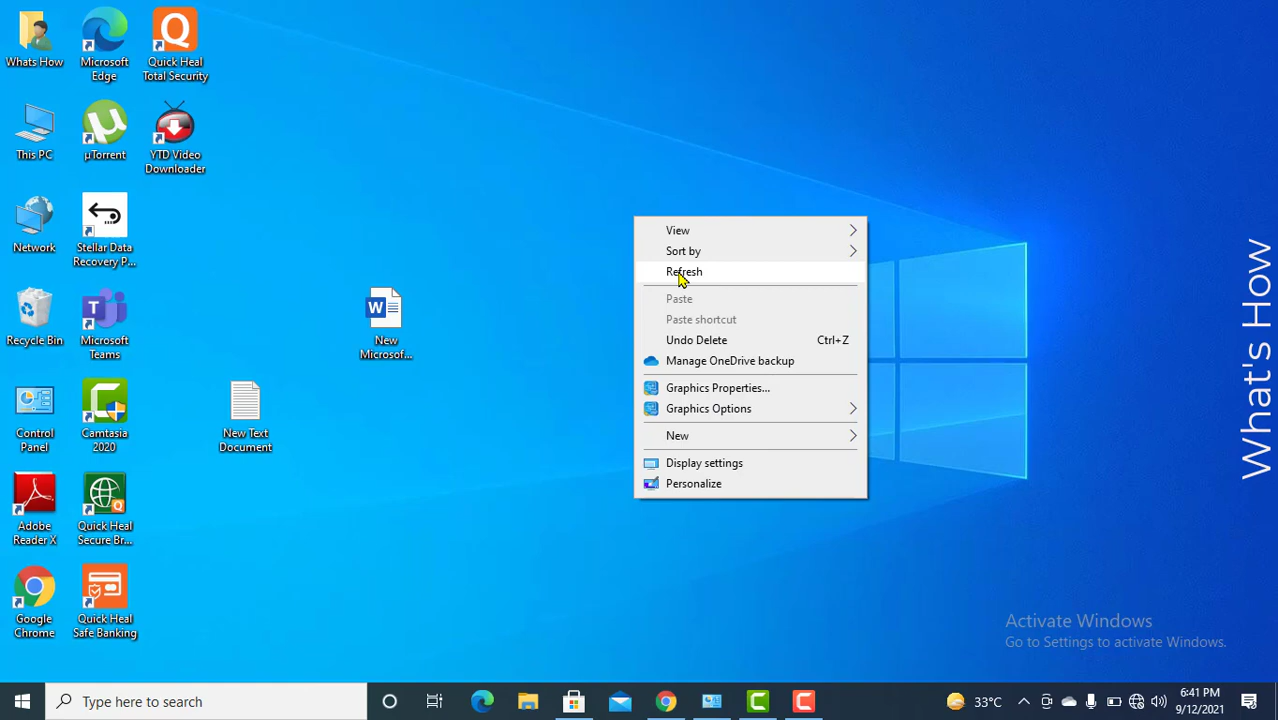 Whats How
Microsoft
Edge
Quick Heal
Total Security
This PC
µTorrent
YTD Video
Downloader
Network
Stellar Data
Recovery P...
Recycle Bin
Microsoft
Teams
New
Microsof...
Control
Panel
Camtasia
2020
New Text
Document
Adobe
Reader X
Quick Heal
Secure Br...
Google
Chrome
Quick Heal
Safe Banking
View
Sort by
Refresh
Paste
Paste shortcut
Undo Delete Ctrl+Z
Manage OneDrive backup
Graphics Properties...
Graphics Options
New
Display settings
Personalize
What's How
Activate Windows
Go to Settings to activate Windows.
Type here to search
33°C
6:41 PM
9/12/2021